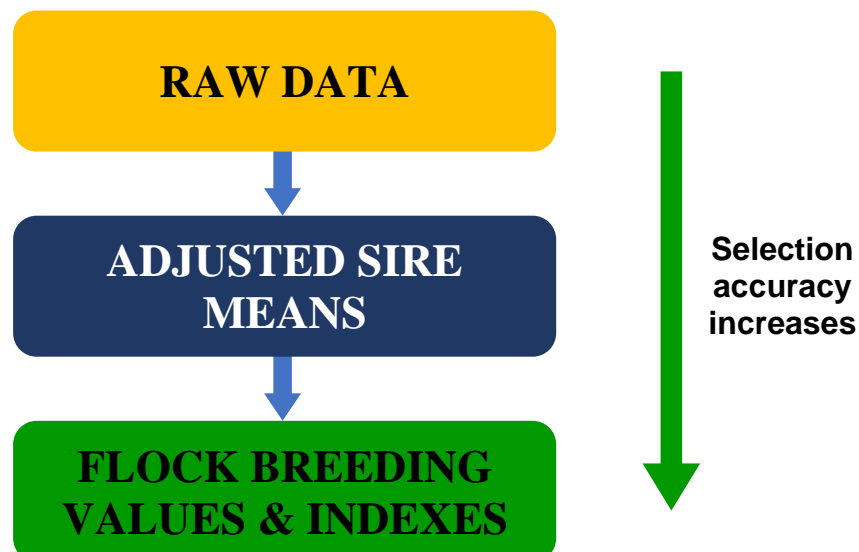 RAW DATA
ADJUSTED SIRE
MEANS
Selection
accuracy
increases
FLOCK BREEDING
VALUES & INDEXES